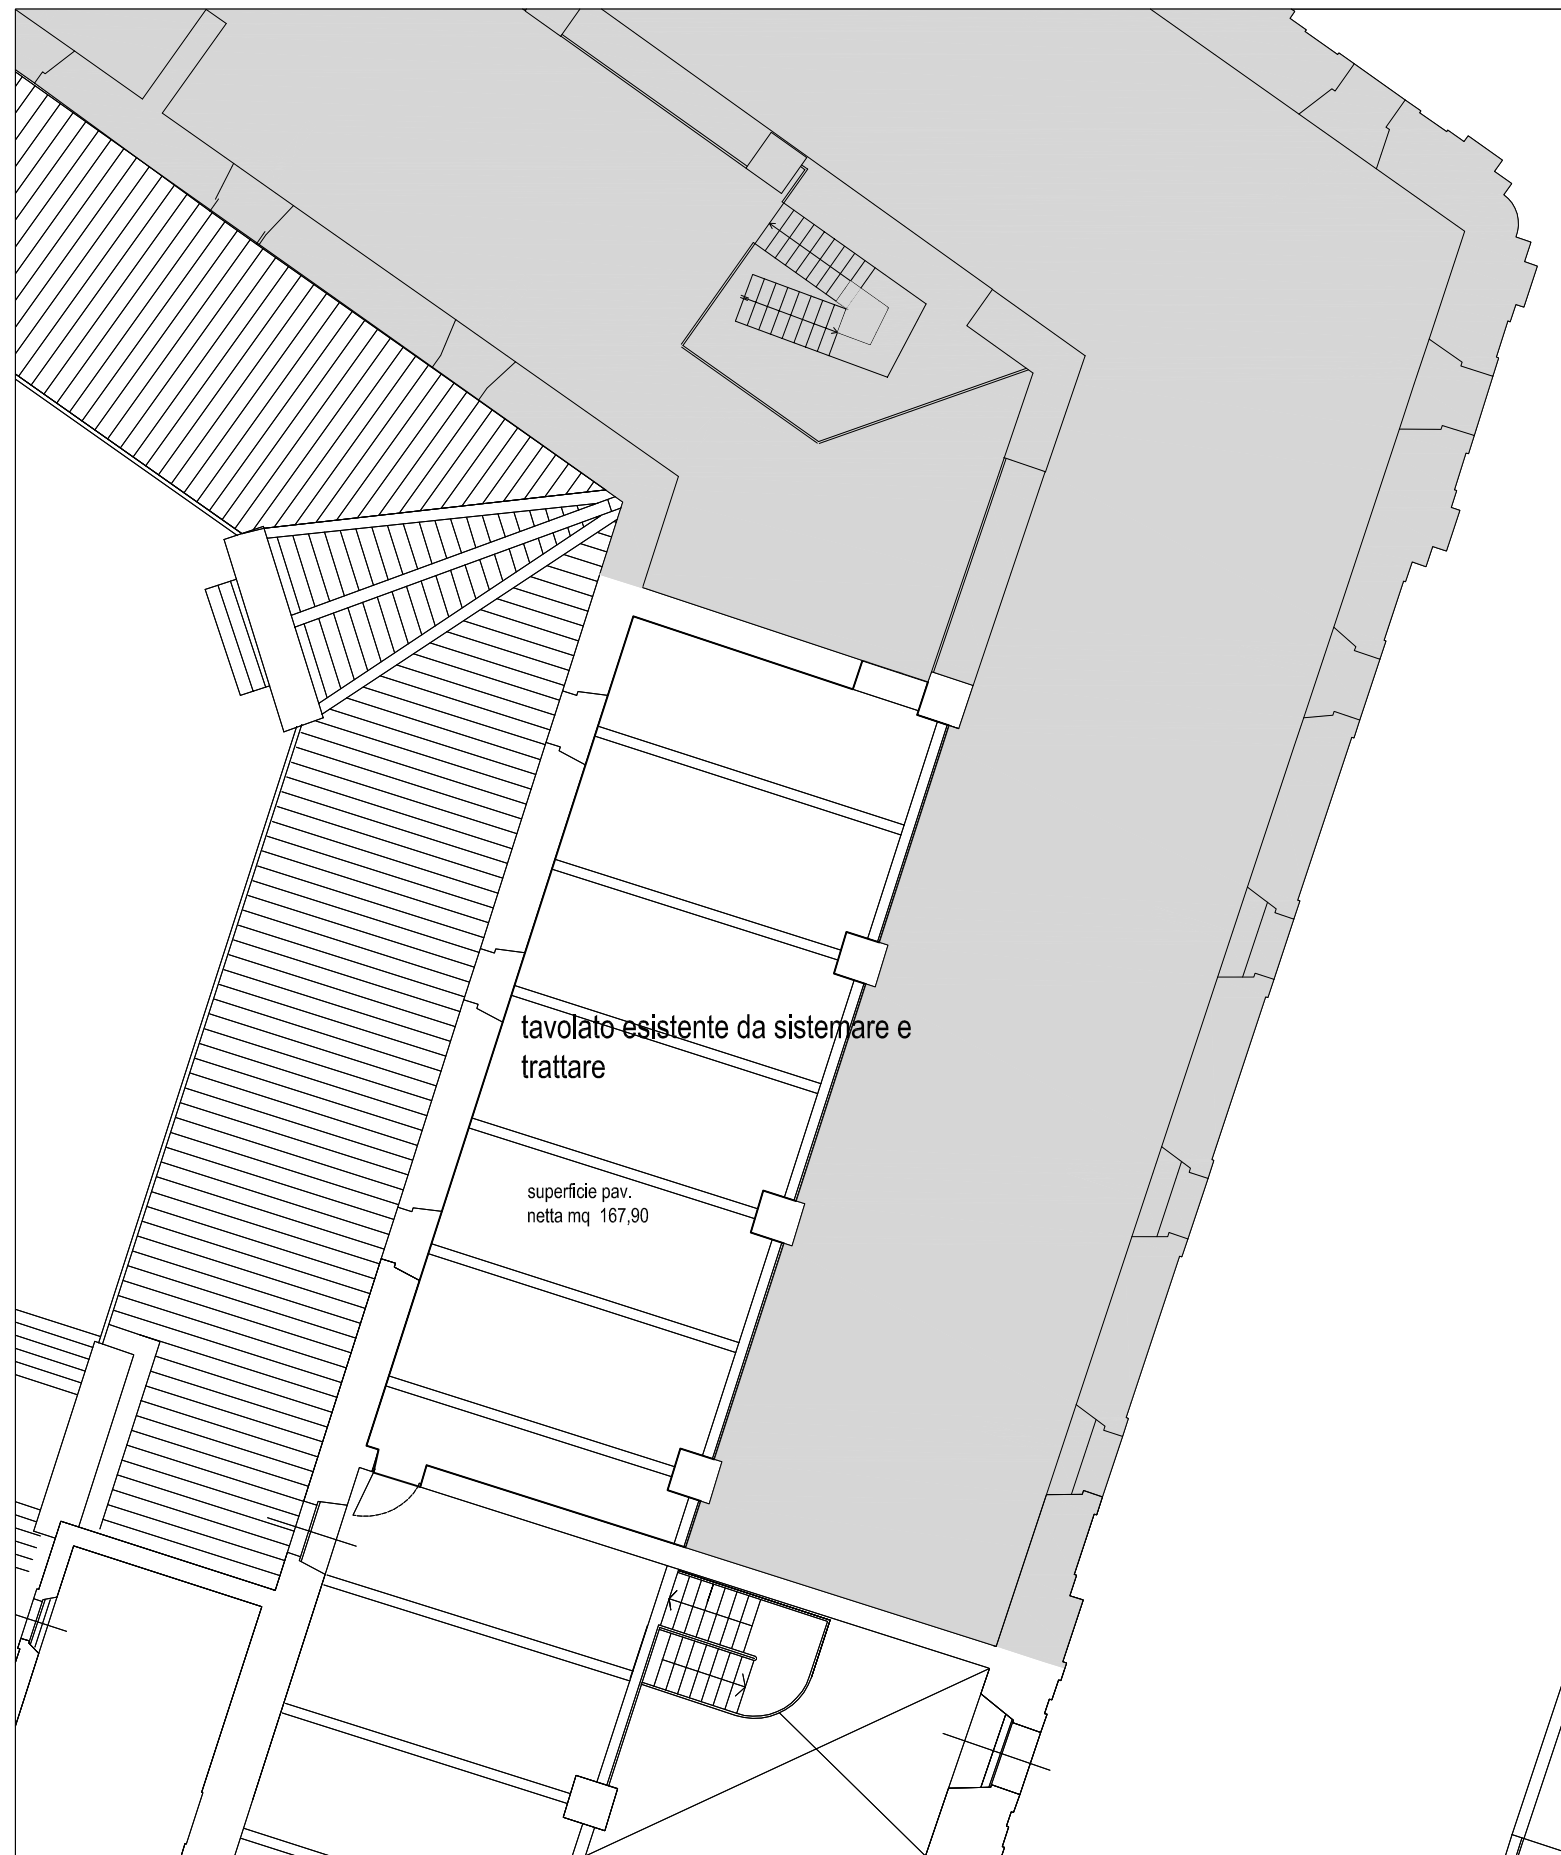 tavolato esistente da sistemare e
trattare
superficie pav.
netta mq 167,90